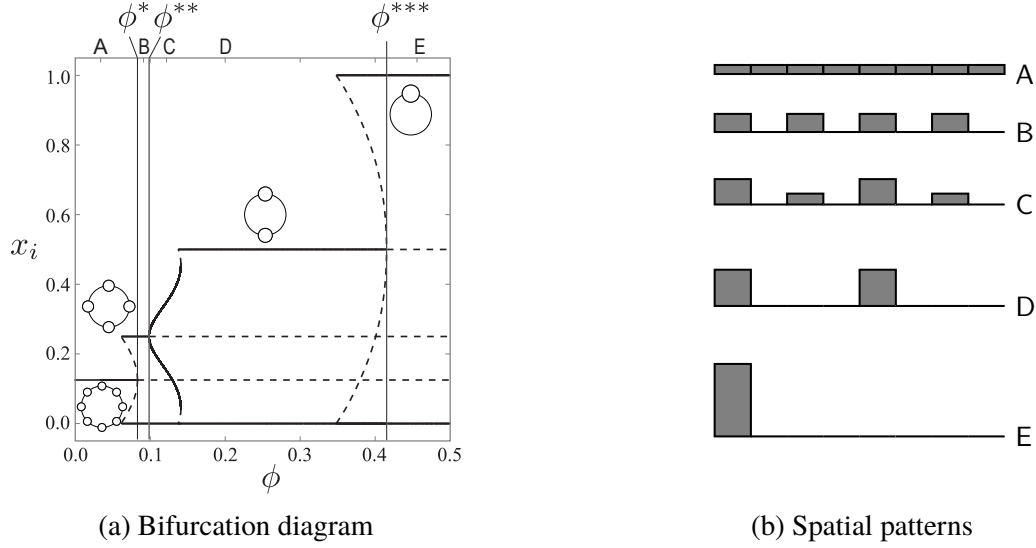 ϕ* ϕ** ϕ***
A B C D E
1.0
0.8
0.6
x_i
0.4
0.2
0.0
0.0 0.1 0.2 0.3 0.4 0.5
ϕ
(a) Bifurcation diagram
A
B
C
D
E
(b) Spatial patterns